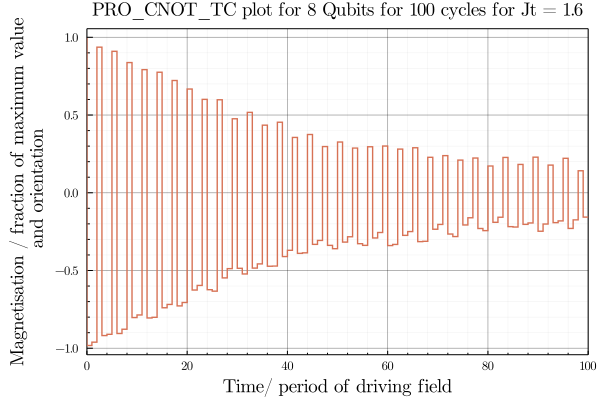 PRO_CNOT_TC plot for 8 Qubits for 100 cycles for Jt = 1.6
Magnetisation / fraction of maximum value
and orientation
1.0
0.5
0.0
−0.5
−1.0
0 20 40 60 80 100
Time/ period of driving field